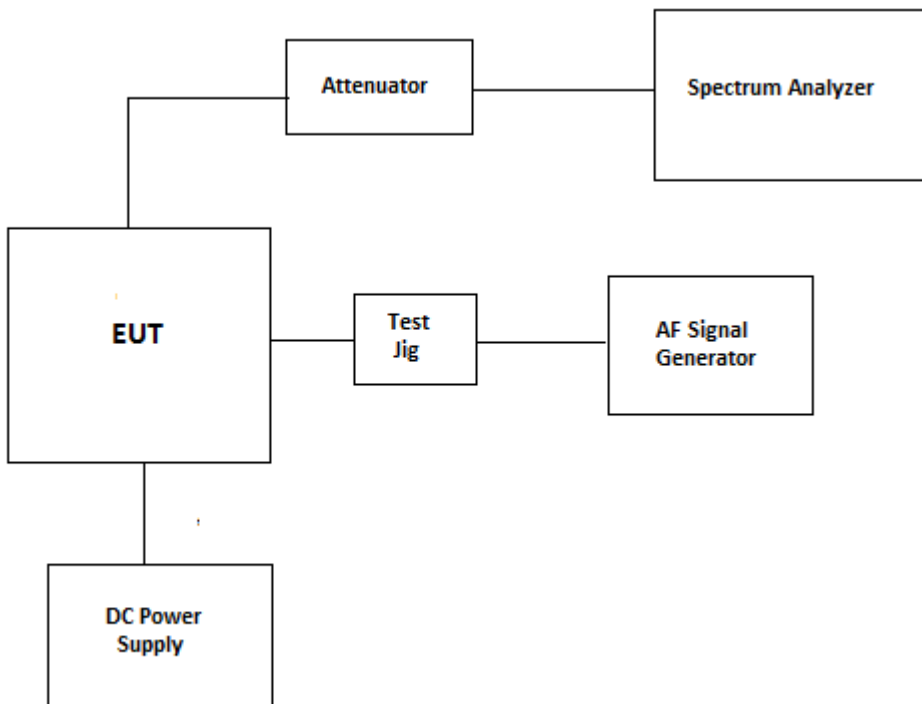 Attenuator
Spectrum Analyzer
EUT
Test
Jig
AF Signal
Generator
DC Power
Supply